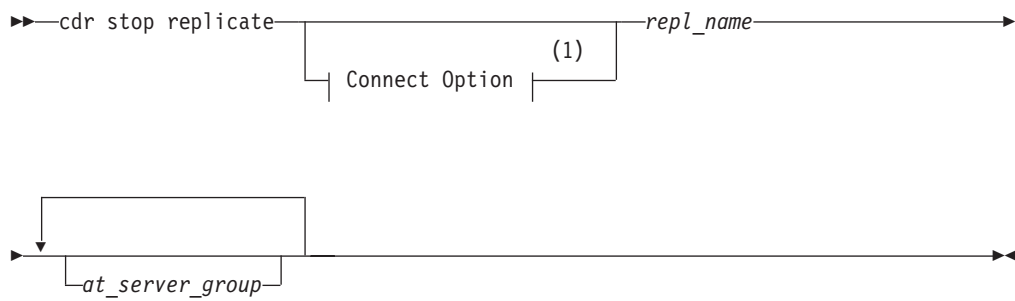 cdr stop replicate repl_name
(1)
Connect Option
at_server_group